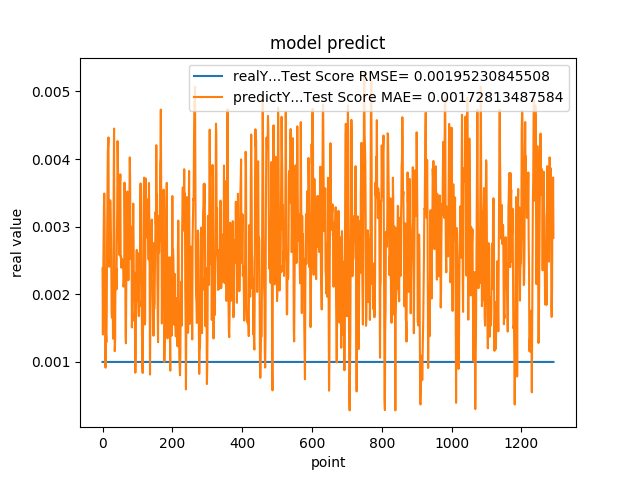 model predict
realY...Test Score RMSE= 0.00195230845508
predictY...Test Score MAE= 0.00172813487584
0.005
0.004
0.003
0.002
0.001
real value
0 200 400 600 800 1000 1200
point